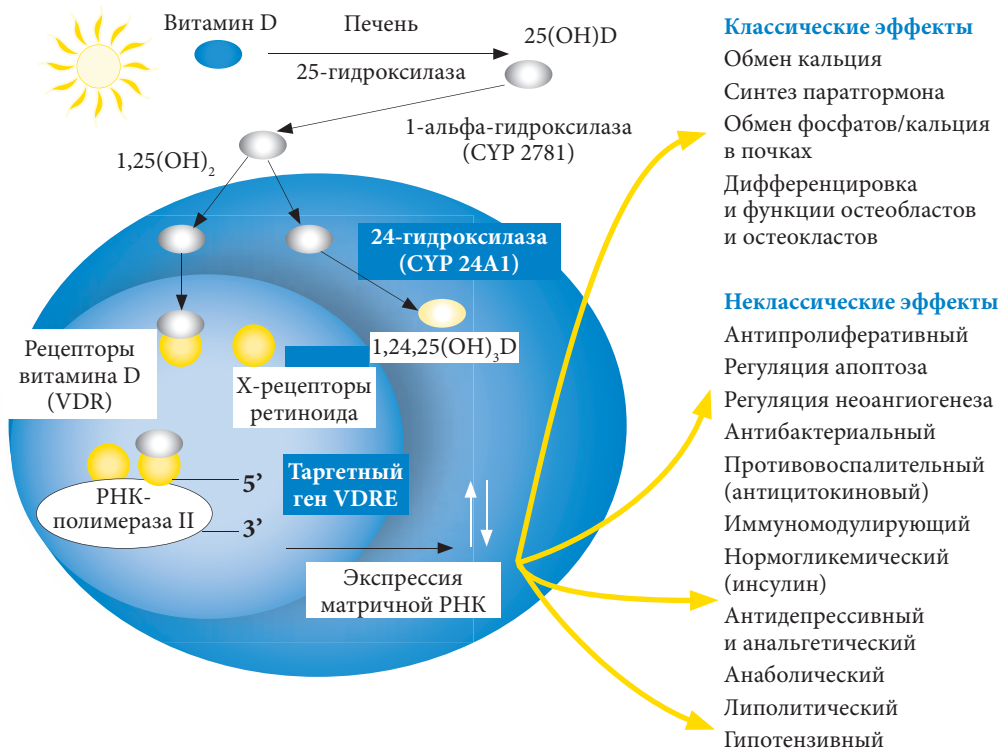 Витамин D
Печень
25(OH)D
25-гидроксилаза
1-альфа-гидроксилаза
(CYP 2781)
1,25(OH)₂
24-гидроксилаза
(CYP 24A1)
1,24,25(OH)₃D
Рецепторы
витамина D
(VDR)
Х-рецепторы
ретиноида
РНК-
полимераза II
5’
3’
Таргетный
ген VDRE
Экспрессия
матричной РНК
Классические эффекты
Обмен кальция
Синтез паратгормона
Обмен фосфатов/кальция
в почках
Дифференцировка
и функции остеобластов
и остеокластов
Неклассические эффекты
Антипролиферативный
Регуляция апоптоза
Регуляция неоангиогенеза
Антибактериальный
Противовоспалительный
(антицитокиновый)
Иммуномодулирующий
Нормогликемический
(инсулин)
Антидепрессивный
и анальгетический
Анаболический
Липолитический
Гипотензивный